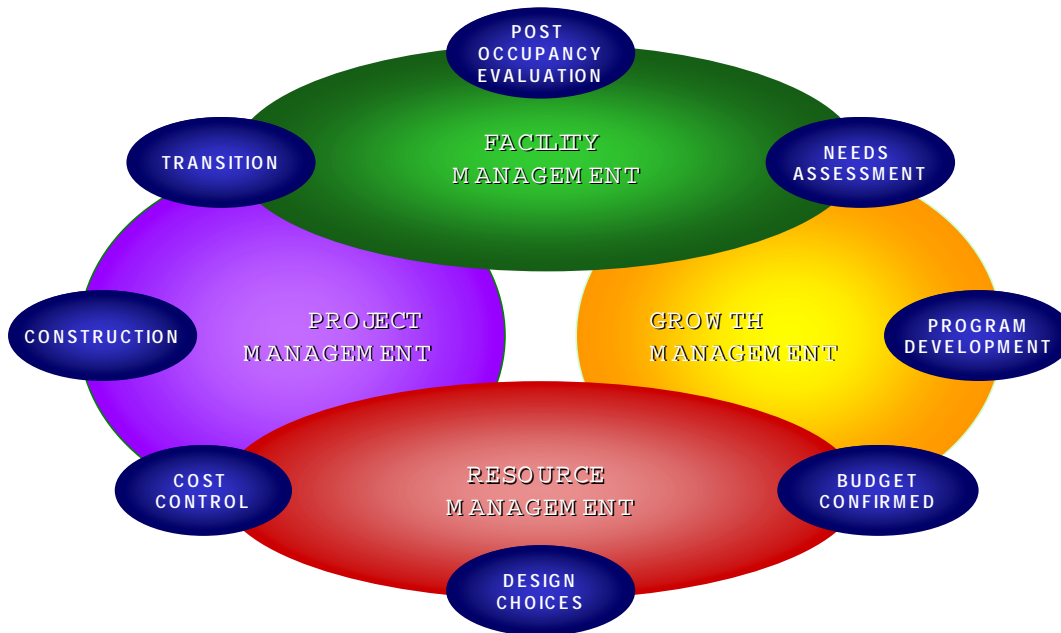 POST
OCCUPANCY
EVALUATION
FACILITY
MANAGEMENT
TRANSITION
NEEDS
ASSESSMENT
PROJECT
MANAGEMENT
GROWTH
MANAGEMENT
CONSTRUCTION
PROGRAM
DEVELOPMENT
RESOURCE
MANAGEMENT
COST
CONTROL
BUDGET
CONFIRMED
DESIGN
CHOICES